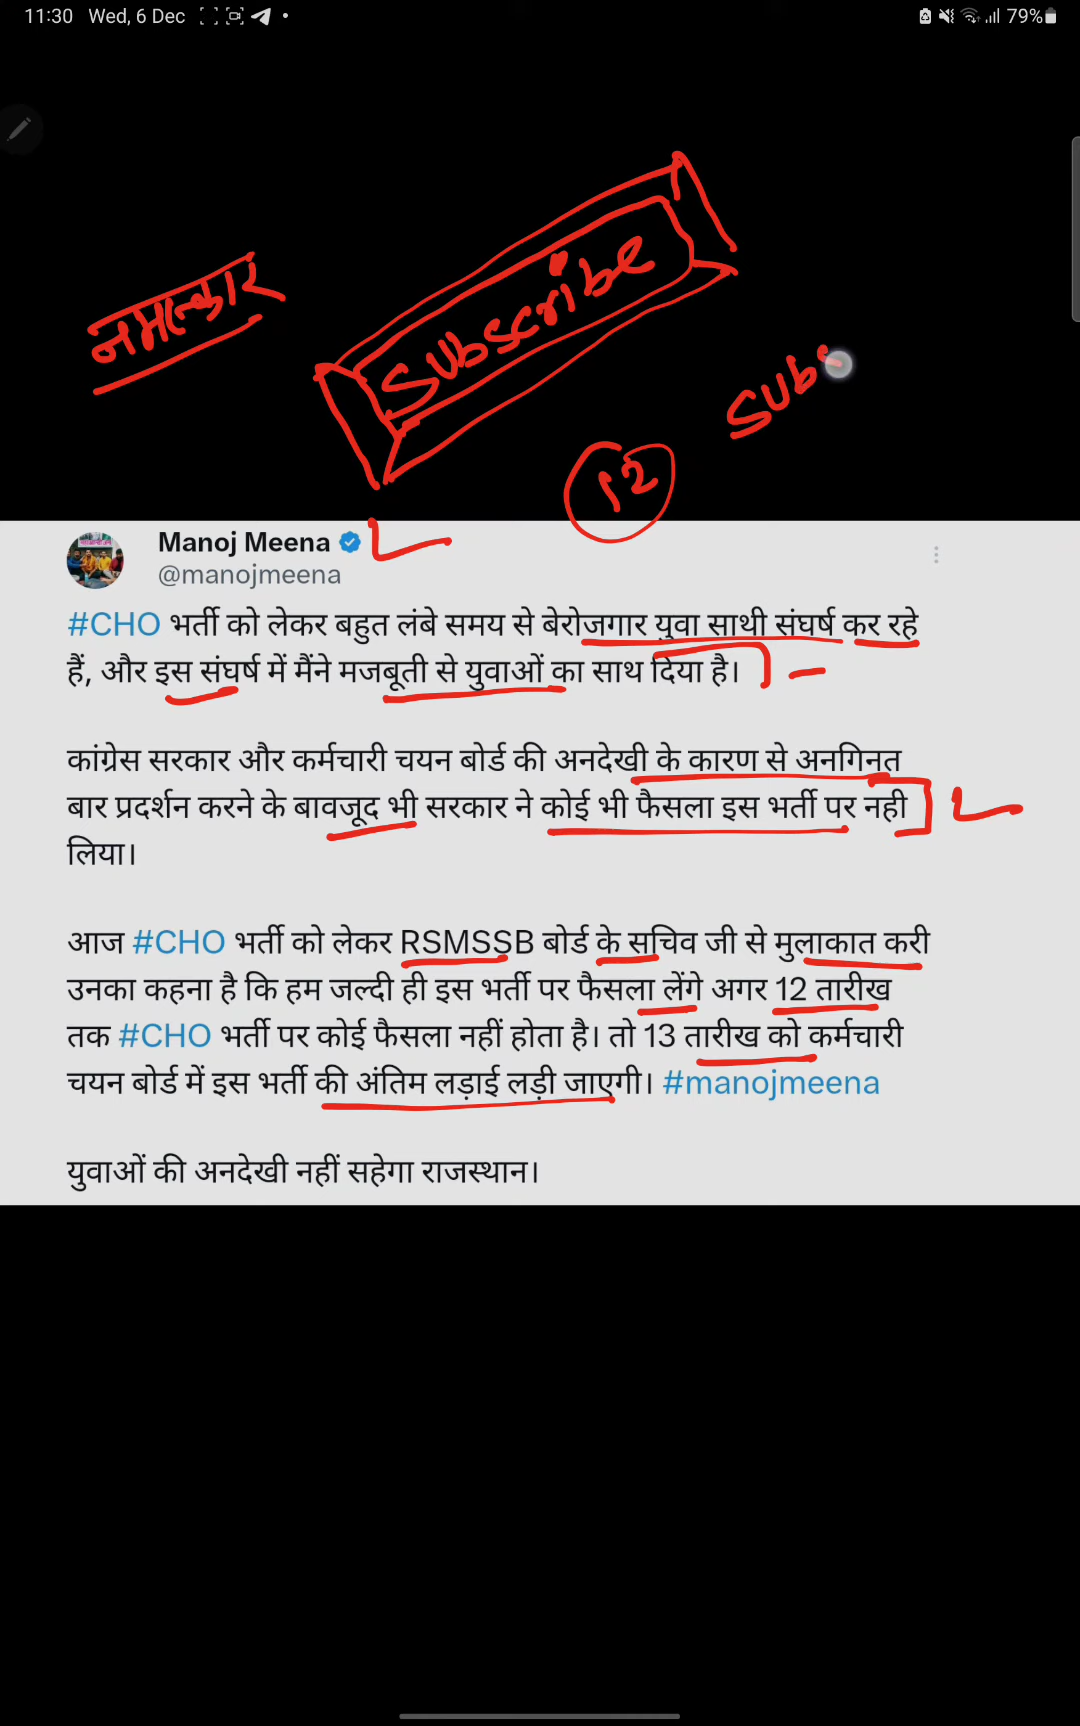 11:30 Wed, 6 Dec 79%
नमस्कार
Subscribe
Subs
12
Manoj Meena
@manojmeena
#CHO भर्ती को लेकर बहुत लंबे समय से बेरोजगार युवा साथी संघर्ष कर रहे
हैं, और इस संघर्ष में मैंने मजबूती से युवाओं का साथ दिया है।
कांग्रेस सरकार और कर्मचारी चयन बोर्ड की अनदेखी के कारण से अनगिनत
बार प्रदर्शन करने के बावजूद भी सरकार ने कोई भी फैसला इस भर्ती पर नही
लिया।
आज #CHO भर्ती को लेकर RSMSSB बोर्ड के सचिव जी से मुलाकात करी
उनका कहना है कि हम जल्दी ही इस भर्ती पर फैसला लेंगे अगर 12 तारीख
तक #CHO भर्ती पर कोई फैसला नहीं होता है। तो 13 तारीख को कर्मचारी
चयन बोर्ड में इस भर्ती की अंतिम लड़ाई लड़ी जाएगी। #manojmeena
युवाओं की अनदेखी नहीं सहेगा राजस्थान।